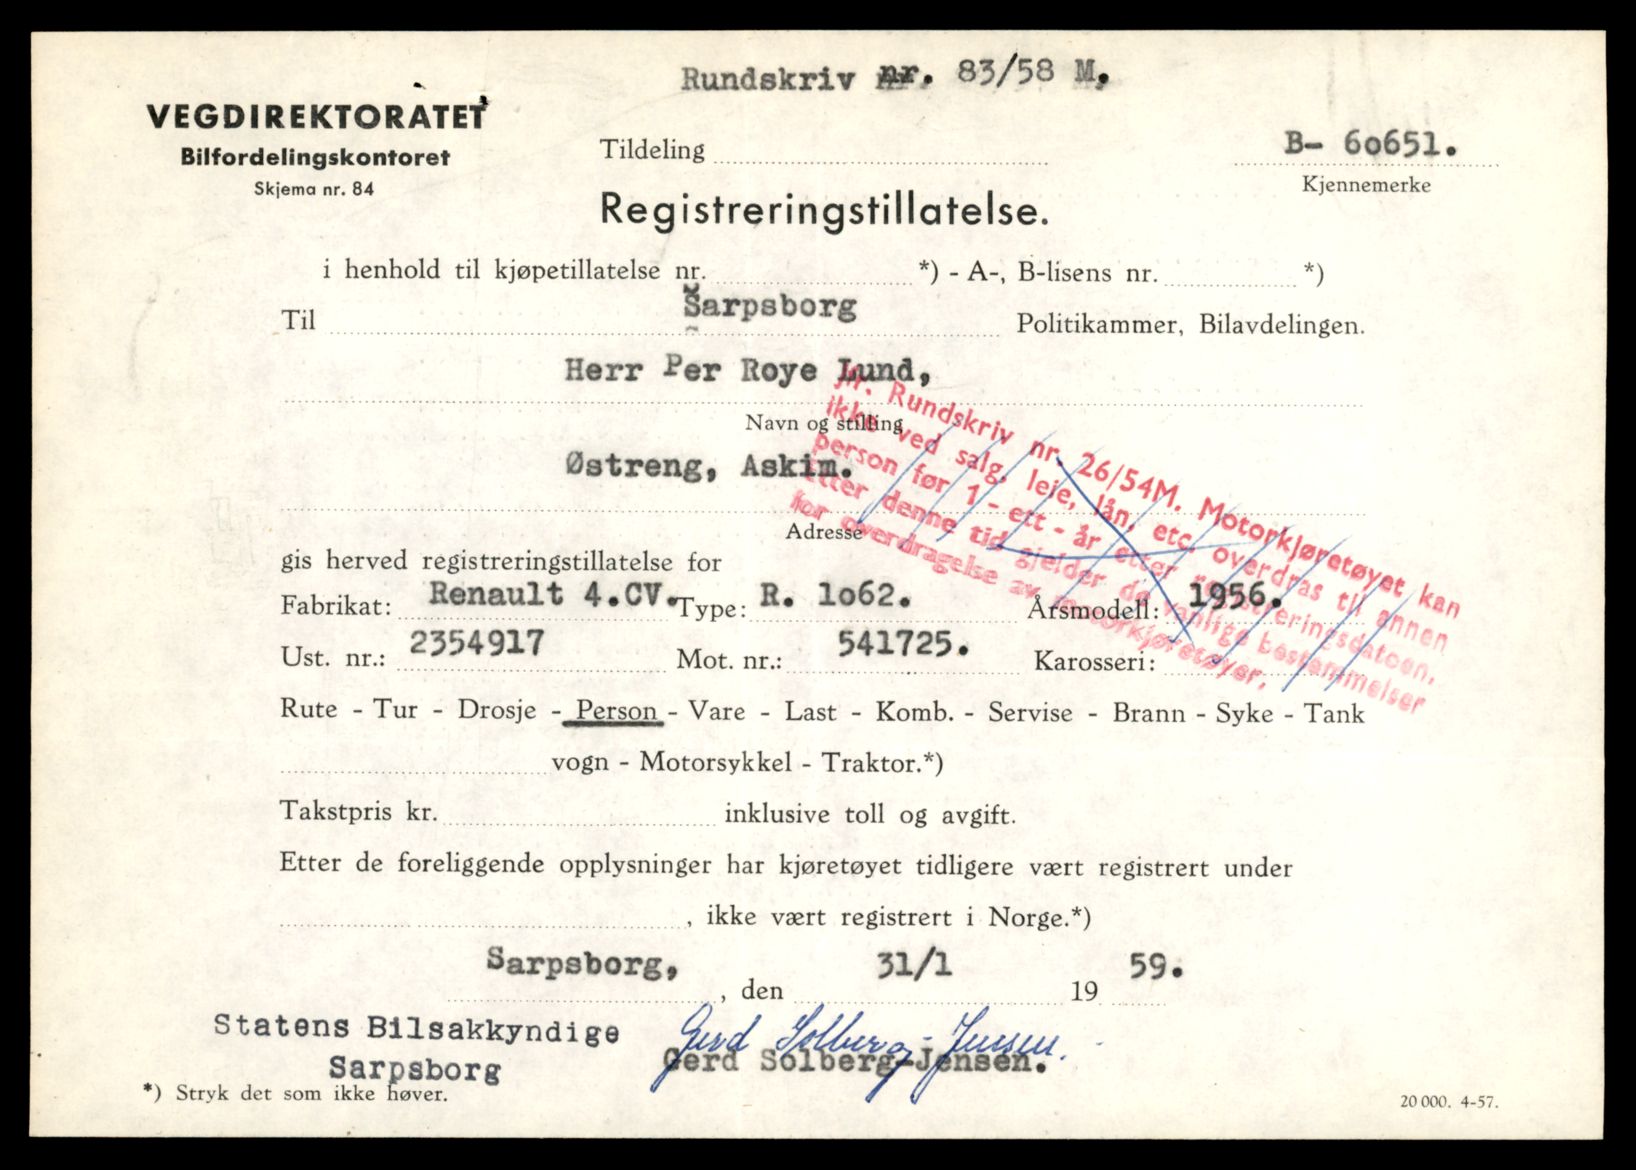 Rundskriv nr. 83/58 M.
VEGDIREKTORATET
Bilfordelingskontoret
Skjema nr. 84
Tildeling
B- 60651.
Kjennemerke
Registreringstillatelse.
i henhold til kjøpetillatelse nr. *) - A-, B-lisens nr. *)
Til Sarpsborg Politikammer, Bilavdelingen.
Herr Per Roye Lund,
Navn og stilling
Østreng, Askim.
Adresse
Jfr. Rundskriv nr. 26/54M. Motorkjøretøyet kan
ikke ved salg, leie, lån, etc. overdras til annen
person før 1 - ett - år etter registreringsdatoen.
Etter denne tid gjelder de vanlige bestemmelser
for overdragelse av motorkjøretøyer.
gis herved registreringstillatelse for
Fabrikat: Renault 4.CV. Type: R. 1o62. Årsmodell: 1956.
Ust. nr.: 2354917 Mot. nr.: 541725. Karosseri:
Rute - Tur - Drosje - Person - Vare - Last - Komb. - Servise - Brann - Syke - Tank
vogn - Motorsykkel - Traktor.*)
Takstpris kr. inklusive toll og avgift.
Etter de foreliggende opplysninger har kjøretøyet tidligere vært registrert under
, ikke vært registrert i Norge.*)
Sarpsborg, , den 31/1 19 59.
Statens Bilsakkyndige
Sarpsborg
Gerd Solberg-Jensen.
Gerd Solberg-Jensen.
*) Stryk det som ikke høver.
20 000. 4-57.